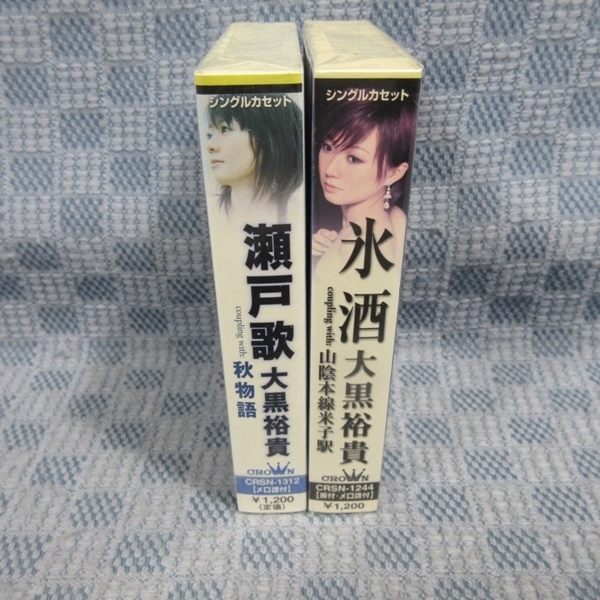 シングルカセット
瀬戸歌
大黒裕貴
coupling with:
秋物語
CROWN
CRSN-1312
【メロ譜付】
¥1,200
(定価)
シングルカセット
氷酒
大黒裕貴
coupling with:
山陰本線米子駅
CROWN
CRSN-1244
【振付・メロ譜付】
¥1,200